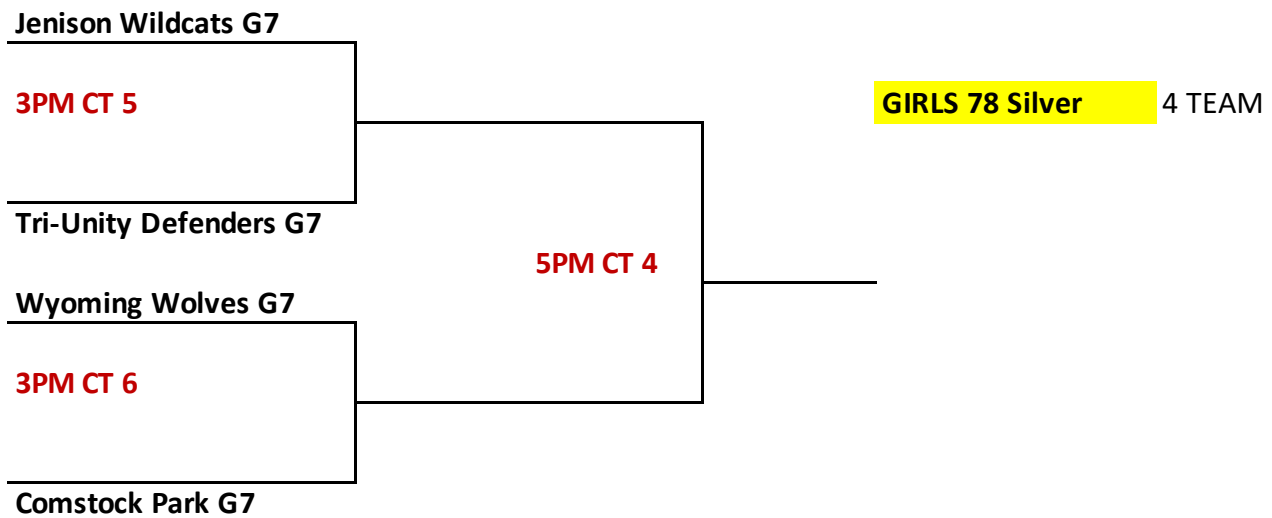 Jenison Wildcats G7
3PM CT 5
GIRLS 78 Silver 4 TEAM
Tri-Unity Defenders G7
5PM CT 4
Wyoming Wolves G7
3PM CT 6
Comstock Park G7